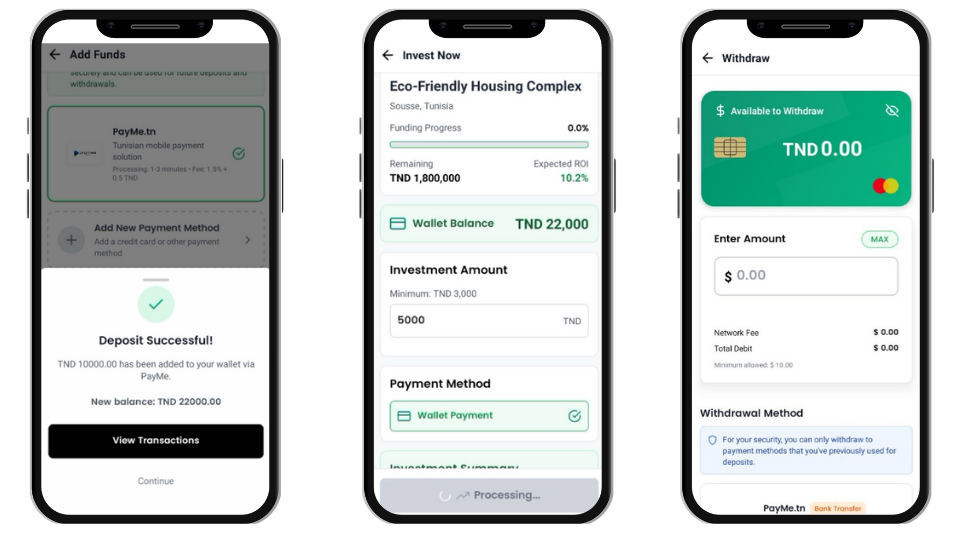 Add Funds
securely and can be used for future deposits and
withdrawals.
PayMe.tn
Tunisian mobile payment
solution
Processing: 1-3 minutes • Fee: 1.5% +
0.5 TND
Add New Payment Method
Add a credit card or other payment
method
Deposit Successful!
TND 10000.00 has been added to your wallet via
PayMe.
New balance: TND 22000.00
View Transactions
Continue
Invest Now
Eco-Friendly Housing Complex
Sousse, Tunisia
Funding Progress 0.0%
Remaining Expected ROI
TND 1,800,000 10.2%
Wallet Balance TND 22,000
Investment Amount
Minimum: TND 3,000
5000 TND
Payment Method
Wallet Payment
Investment Summary
Processing...
Withdraw
$ Available to Withdraw
TND 0.00
Enter Amount MAX
$ 0.00
Network Fee $ 0.00
Total Debit $ 0.00
Minimum allowed: $ 10.00
Withdrawal Method
For your security, you can only withdraw to
payment methods that you've previously used for
deposits.
PayMe.tn Bank Transfer